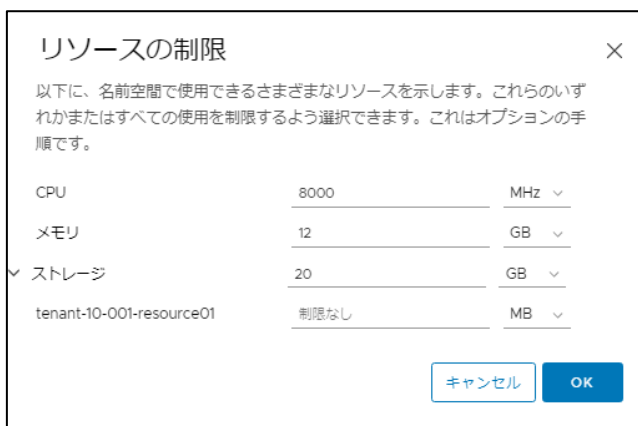 リソースの制限
以下に、名前空間で使用できるさまざまなリソースを示します。これらのいず
れかまたはすべての使用を制限するよう選択できます。これはオプションの手
順です。
CPU 8000 MHz
メモリ 12 GB
ストレージ 20 GB
tenant-10-001-resource01 制限なし MB
キャンセル OK